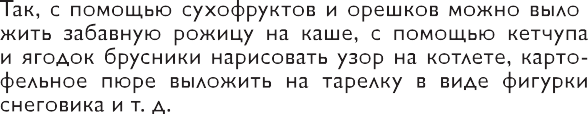 Так, с помощью сухофруктов и орешков можно выло
жить забавную рожицу на каше, с помощью кетчупа
и ягодок брусники нарисовать узор на котлете, карто-
фельное пюре выложить на тарелку в виде фигурки
снеговика и т. д.